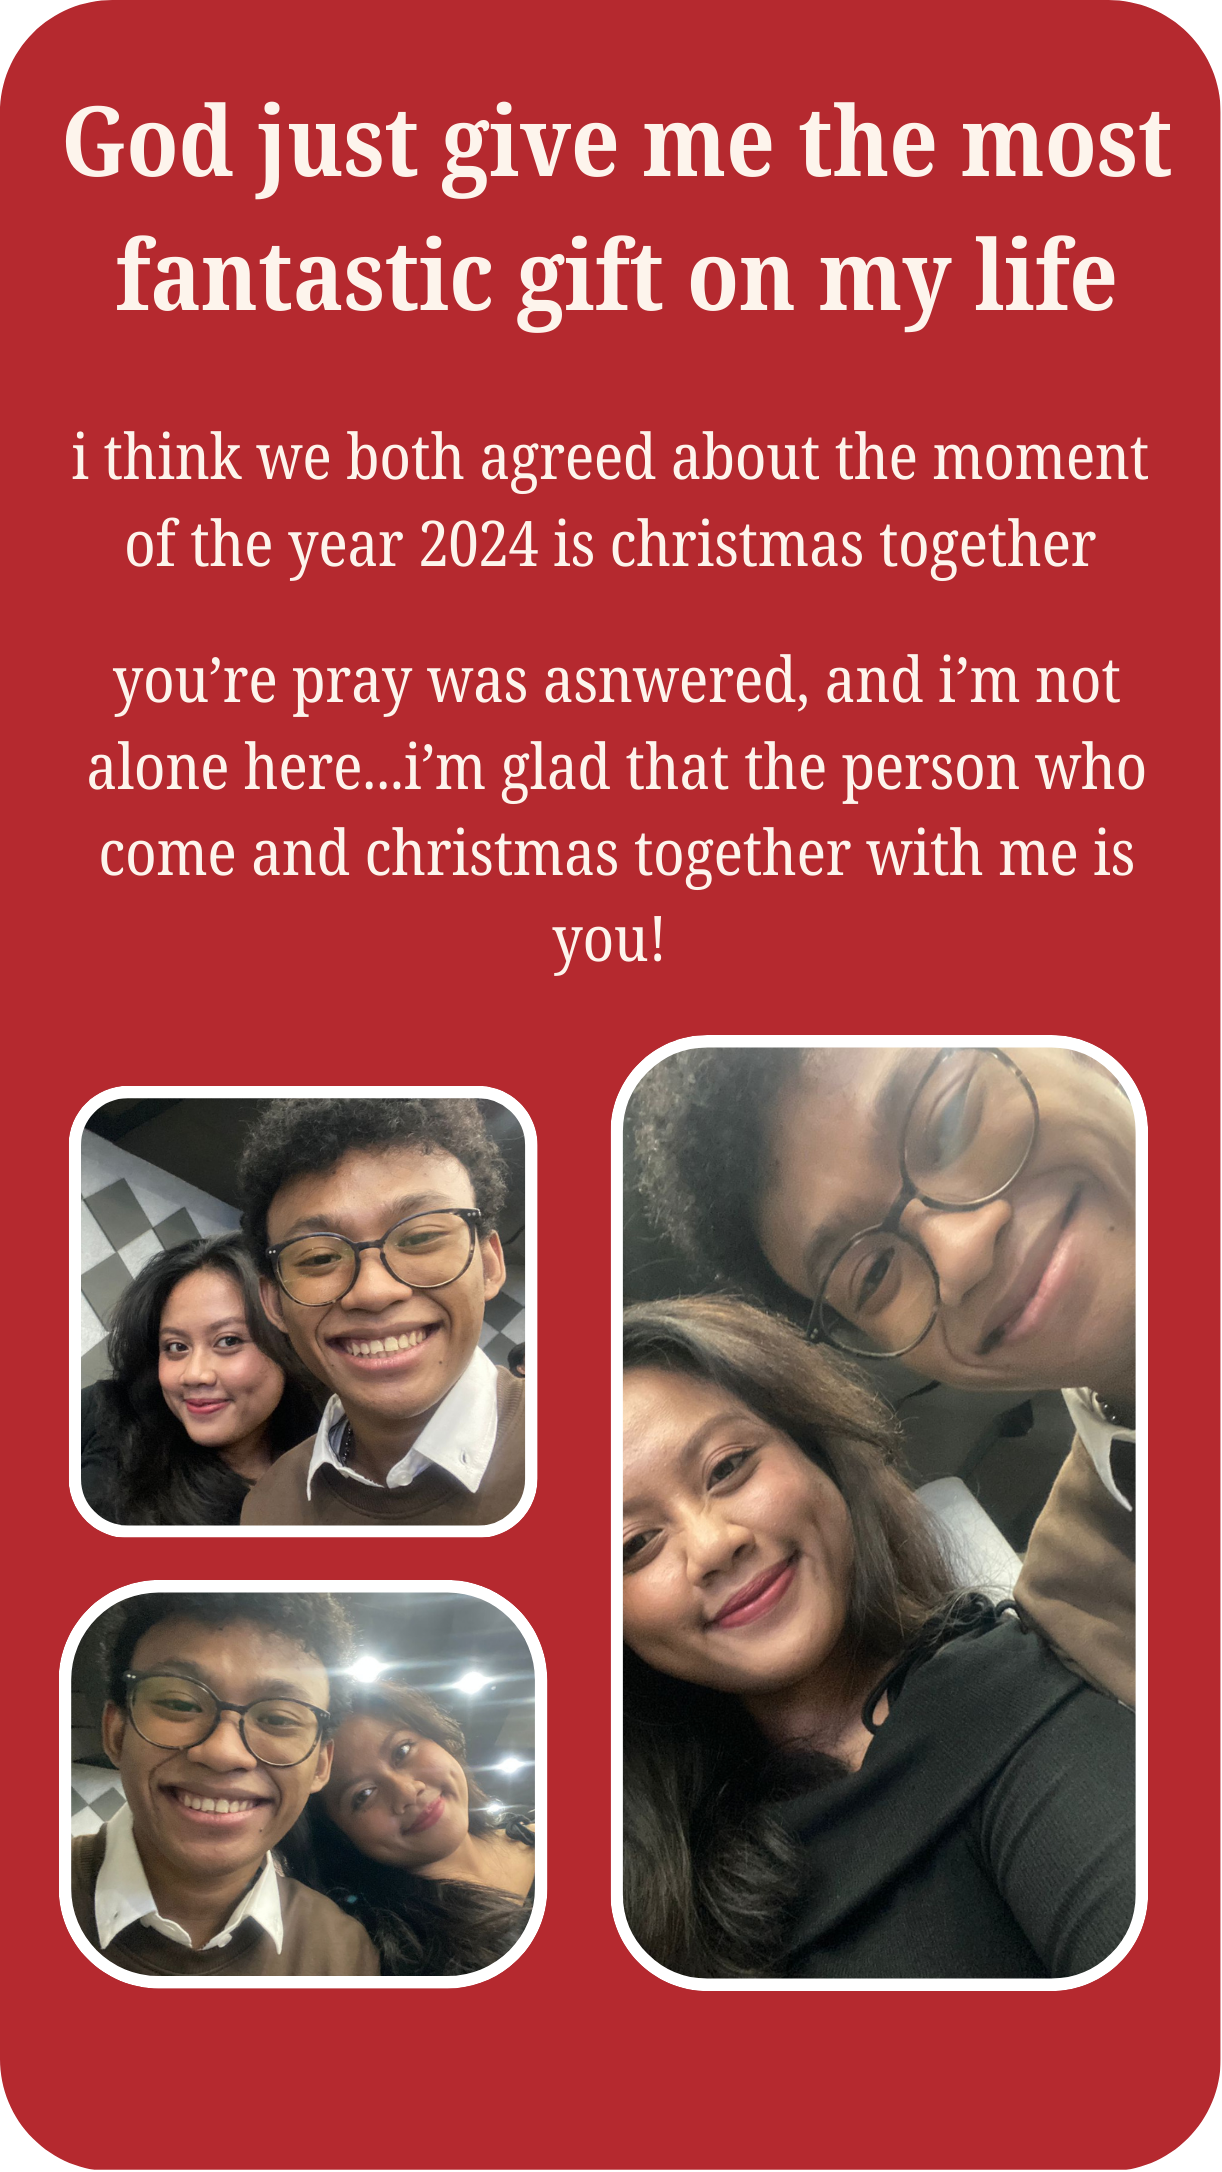 God just give me the most
fantastic gift on my life
i think we both agreed about the moment
of the year 2024 is christmas together
you’re pray was asnwered, and i’m not
alone here...i’m glad that the person who
come and christmas together with me is
you!